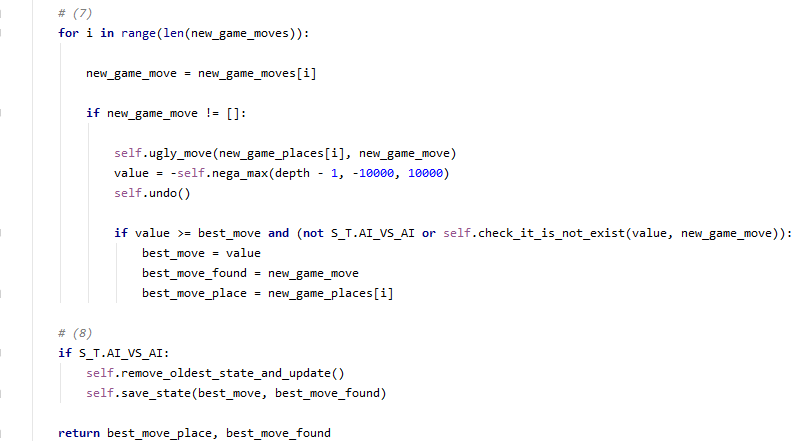 # (7)
for i in range(len(new_game_moves)):
new_game_move = new_game_moves[i]
if new_game_move != []:
self.ugly_move(new_game_places[i], new_game_move)
value = -self.nega_max(depth - 1, -10000, 10000)
self.undo()
if value >= best_move and (not S_T.AI_VS_AI or self.check_it_is_not_exist(value, new_game_move)):
best_move = value
best_move_found = new_game_move
best_move_place = new_game_places[i]
# (8)
if S_T.AI_VS_AI:
self.remove_oldest_state_and_update()
self.save_state(best_move, best_move_found)
return best_move_place, best_move_found